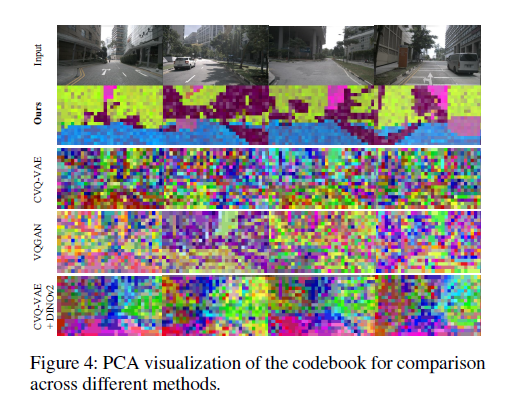 Input
Ours
CVQ-VAE
VQGAN
CVQ-VAE
+ DINOv2
Figure 4: PCA visualization of the codebook for comparison
across different methods.